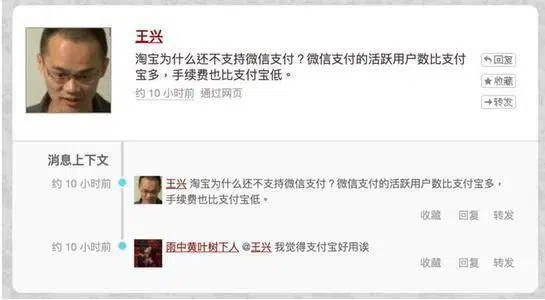 王兴
淘宝为什么还不支持微信支付？微信支付的活跃用户数比支付
宝多，手续费也比支付宝低。
约 10 小时前 通过网页
回复
收藏
转发
消息上下文
约 10 小时前
王兴 淘宝为什么还不支持微信支付？微信支付的活跃用户数比支付宝多，
手续费也比支付宝低。
收藏 回复 转发
约 10 小时前
雨中黄叶树下人 @王兴 我觉得支付宝好用诶
收藏 回复 转发